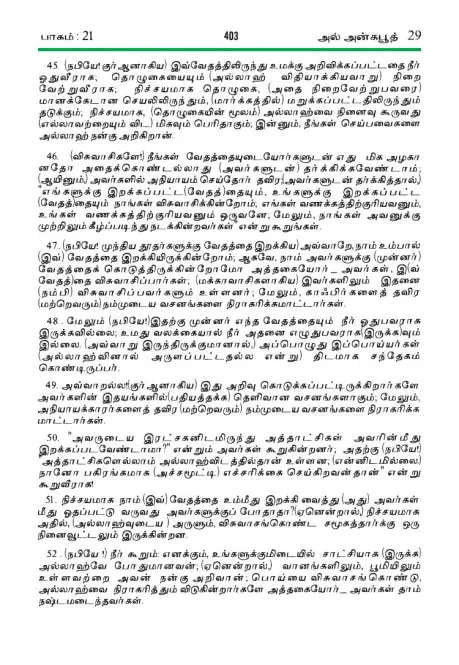 பாகம் : 21 403 அல் அன்கபூத் 29
45. (நபியே! குர்ஆனாகிய) இவ்வேதத்திலிருந்து உமக்கு அறிவிக்கப்பட்டதை நீர்
ஓதுவீராக; தொழுகையையும் (அல்லாஹ் விதியாக்கியவாறு) நிறை
வேற்றுவீராக; நிச்சயமாக தொழுகை, (அதை நிறைவேற்றுபவரை)
மானக்கேடான செயலிலிருந்தும், (மார்க்கத்தில்) மறுக்கப்பட்டதிலிருந்தும்
தடுக்கும்; நிச்சயமாக, (தொழுகையின் மூலம்) அல்லாஹ்வை நினைவு கூருவது
(எல்லாவற்றையும் விட) மிகவும் பெரிதாகும்; இன்னும், நீங்கள் செய்பவைகளை
அல்லாஹ் நன்கு அறிகிறான்.
46. (விசுவாசிகளே!) நீங்கள் வேதத்தையுடையோர்களுடன் எது மிக அழகா
னதோ அதைக்கொண்டல்லாது (அவர்களுடன்) தர்க்கிக்கவேண்டாம்;
(ஆயினும்,) அவர்களில் அநியாயம் செய்தோர் தவிர(அவர்களுடன் தர்க்கித்தால்,)
"எங்களுக்கு இறக்கப்பட்ட(வேதத்)தையும், உங்களுக்கு இறக்கப்பட்ட
(வேதத்)தையும் நாங்கள் விசுவாசிக்கின்றோம்; எங்கள் வணக்கத்திற்குரியவனும்,
உங்கள் வணக்கத்திற்குரியவனும் ஒருவனே; மேலும், நாங்கள் அவனுக்கு
முற்றிலும் கீழ்ப்படிந்து நடக்கின்றவர்கள்" என்று கூறுங்கள்.
47. (நபியே! முந்திய தூதர்களுக்கு வேதத்தை இறக்கிய) அவ்வாறே, நாம் உம்பால்
(இவ்) வேதத்தை இறக்கியிருக்கின்றோம்; ஆகவே, நாம் அவர்களுக்கு (முன்னர்)
வேதத்தைக் கொடுத்திருக்கின்றோமோ அத்தகையோர் _ அவர்கள், இ(வ்
வேதத்)தை விசுவாசிப்பார்கள்; (மக்காவாசிகளாகிய) இவர்களிலும் இதனை
(நம்பி) விசுவாசிப்பவர்களும் உள்ளனர்; மேலும், காஃபிர்களைத் தவிர
(மற்றெவரும்)நம்முடைய வசனங்களை நிராகரிக்கமாட்டார்கள்.
48 . மேலும் (நபியே!)இதற்கு முன்னர் எந்த வேதத்தையும் நீர் ஓதுபவராக
இருக்கவில்லை; உமது வலக்கையால் நீர் அதனை எழுதுபவராக(இருக்க)வும்
இல்லை. (அவ்வாறு இருந்திருக்குமானால்,) அப்பொழுது இப்பொய்யர்கள்
(அல்லாஹ்வினால் அருளப்பட்டதல்ல என்று) திடமாக சந்தேகம்
கொண்டிருப்பர்.
49. அவ்வாறல்ல!(குர்ஆனாகிய) இது அறிவு கொடுக்கப்பட்டிருக்கிறார்களே
அவர்களின் இதயங்களில்(பதியத்தக்க) தெளிவான வசனங்களாகும்; மேலும்,
அநியாயக்காரர்களைத் தவிர (மற்றெவரும்) நம்முடைய வசனங்களை நிராகரிக்க
மாட்டார்கள்.
50. "அவருடைய இரட்சகனிடமிருந்து அத்தாட்சிகள் அவரின்மீது
இறக்கப்படவேண்டாமா?" என்றும் அவர்கள் கூறுகின்றனர்; அதற்கு (நபியே!)
"அத்தாட்சிகளெல்லாம் அல்லாஹ்விடத்தில்தான் உள்ளன; (என்னிடமில்லை.)
நானோ பகிரங்கமாக (அச்சமூட்டி) எச்சரிக்கை செய்கிறவன்தான்" என்று
கூறுவீராக!
51. நிச்சயமாக நாம் (இவ்) வேதத்தை உம்மீது இறக்கி வைத்து (அது) அவர்கள்
மீது ஓதப்பட்டு வருவது அவர்களுக்குப் போதாதா?(ஏனென்றால்,) நிச்சயமாக
அதில், (அல்லாஹ்வுடைய) அருளும், விசுவாசங்கொண்ட சமூகத்தார்க்கு ஒரு
நினைவூட்டலும் இருக்கின்றன.
52 . (நபியே!) நீர் கூறும்: எனக்கும், உங்களுக்குமிடையில் சாட்சியாக (இருக்க)
அல்லாஹ்வே போதுமானவன்; (ஏனென்றால்,) வானங்களிலும், பூமியிலும்
உள்ளவற்றை அவன் நன்கு அறிவான்; பொய்யை விசுவாசங்கொண்டு,
அல்லாஹ்வை நிராகரித்தும் விடுகின்றார்களே அத்தகையோர் _ அவர்கள் தாம்
நஷ்டமடைந்தவர்கள்.